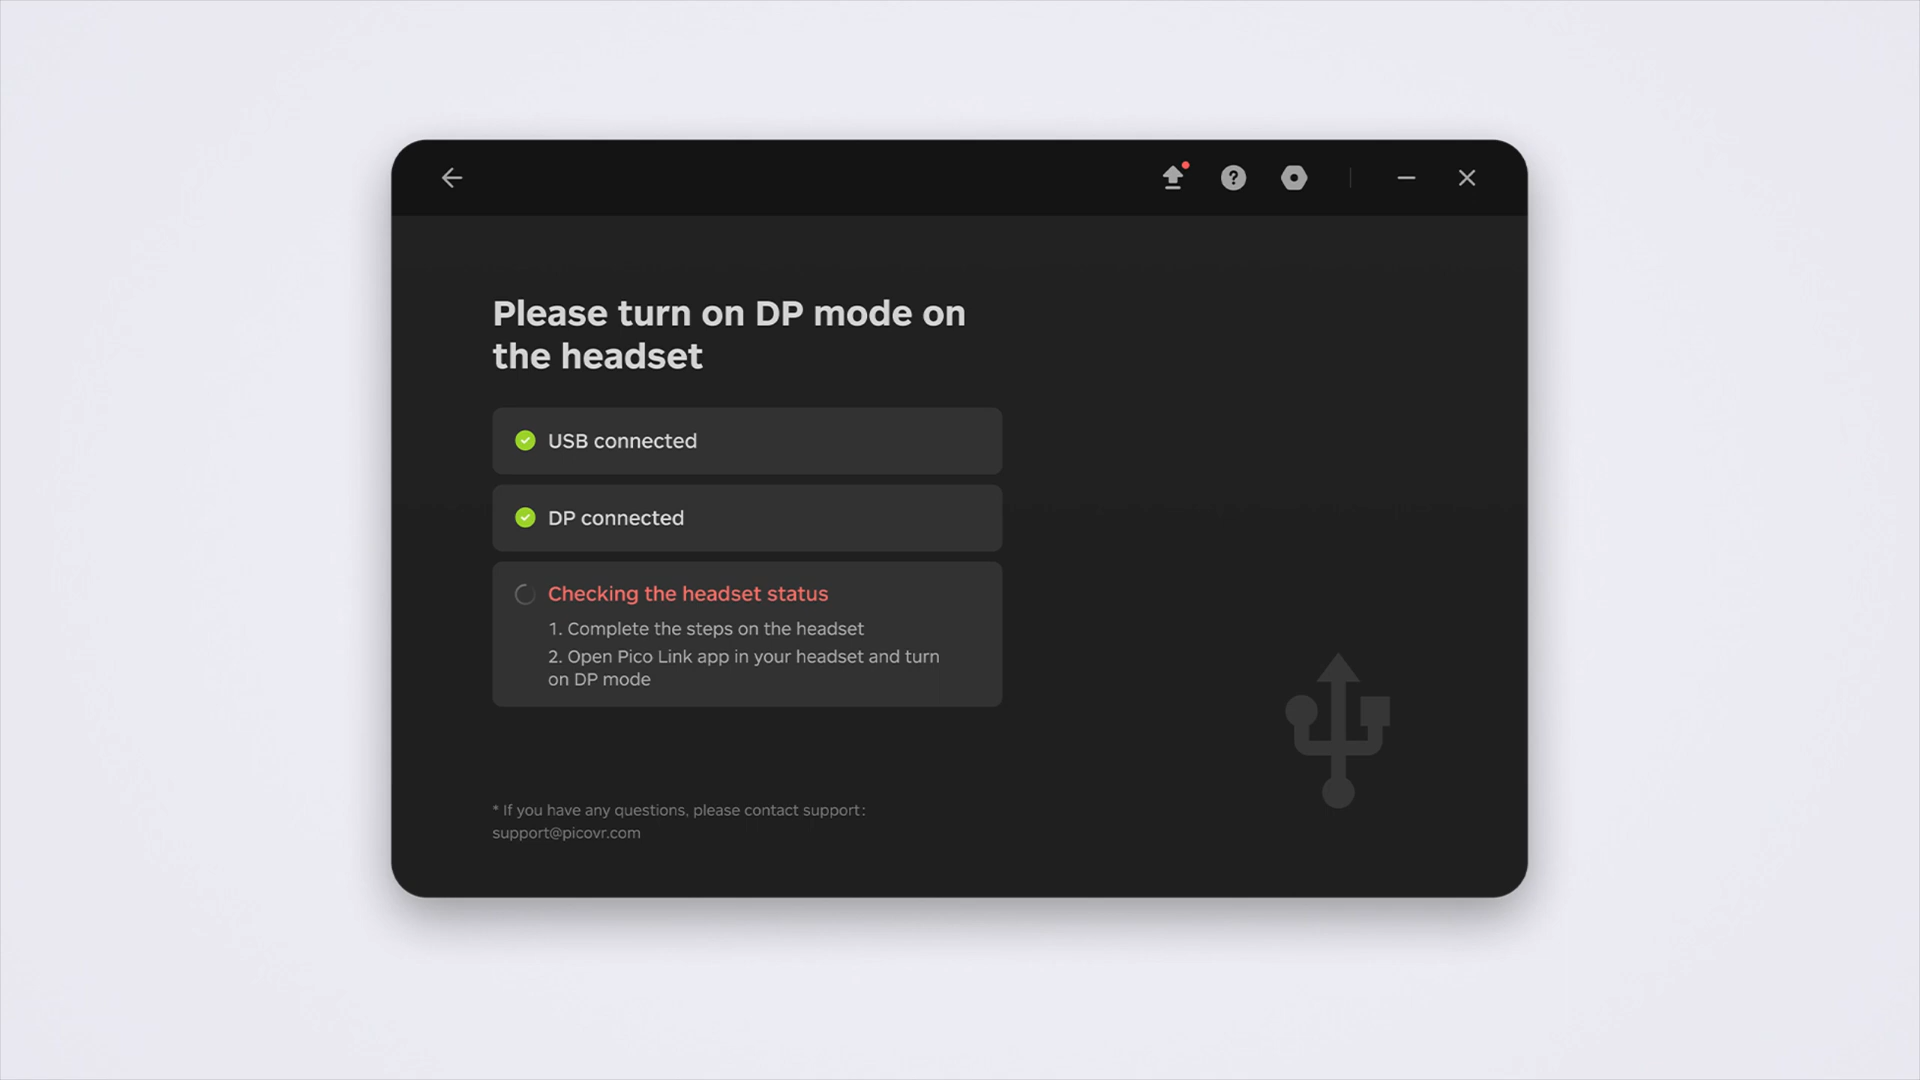 Please turn on DP mode on
the headset
USB connected
DP connected
Checking the headset status
1. Complete the steps on the headset
2. Open Pico Link app in your headset and turn
on DP mode
* If you have any questions, please contact support:
support@picovr.com